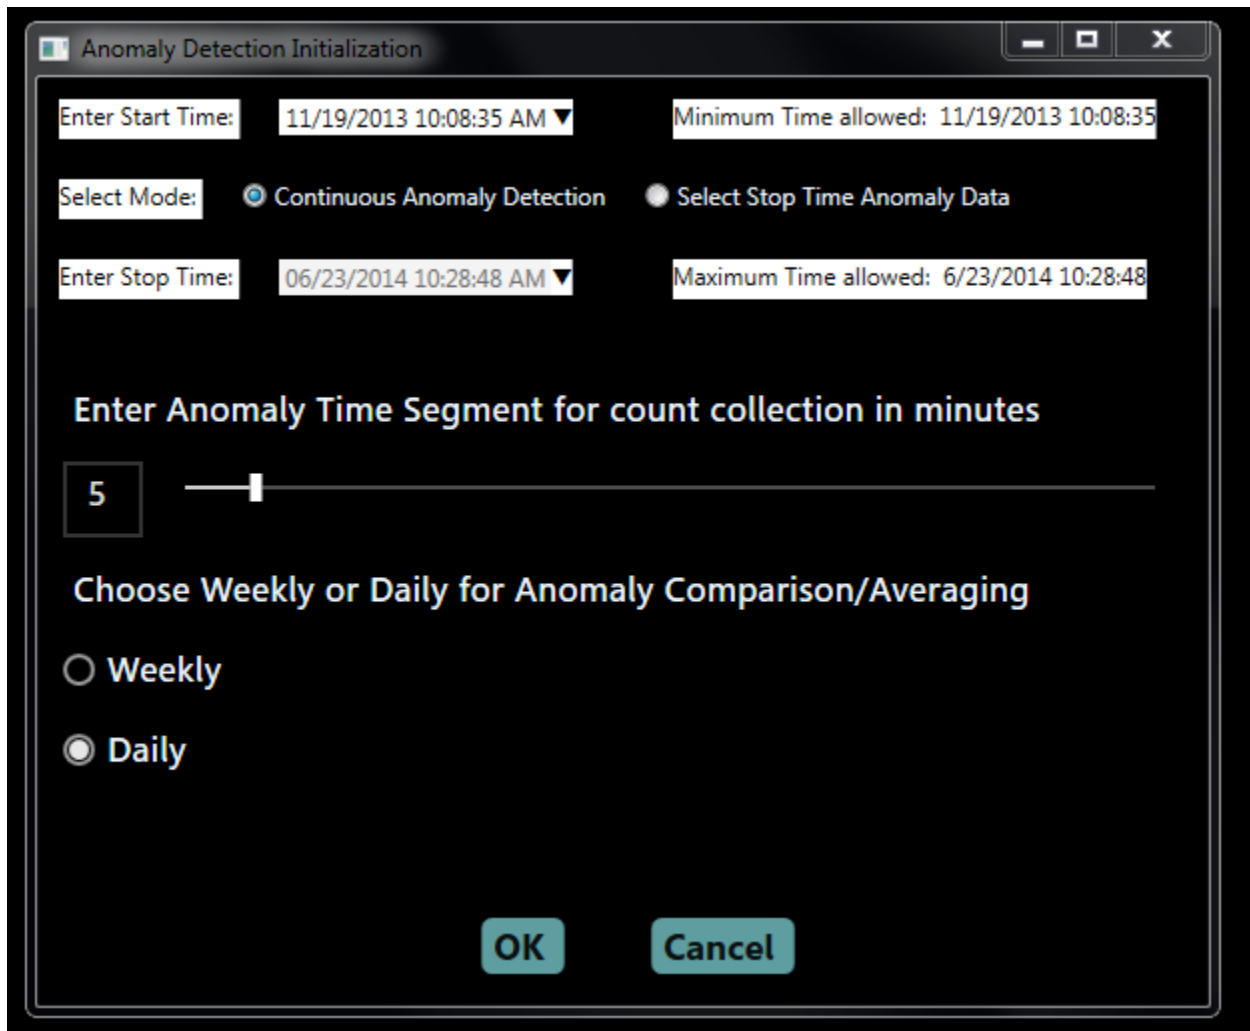 Anomaly Detection Initialization
Enter Start Time: 11/19/2013 10:08:35 AM Minimum Time allowed: 11/19/2013 10:08:35
Select Mode: Continuous Anomaly Detection Select Stop Time Anomaly Data
Enter Stop Time: 06/23/2014 10:28:48 AM Maximum Time allowed: 6/23/2014 10:28:48
Enter Anomaly Time Segment for count collection in minutes
5
Choose Weekly or Daily for Anomaly Comparison/Averaging
Weekly
Daily
OK Cancel